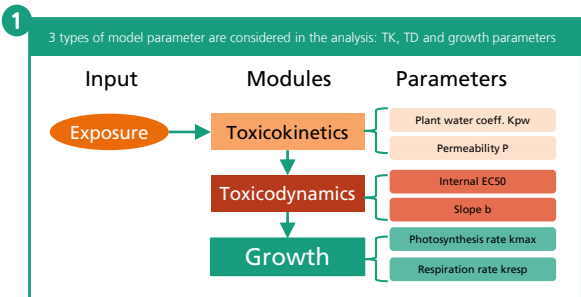 1
3 types of model parameter are considered in the analysis: TK, TD and growth parameters
Input Modules Parameters
Exposure
Toxicokinetics
Plant water coeff. Kpw
Permeability P
Toxicodynamics
Internal EC50
Slope b
Growth
Photosynthesis rate kmax
Respiration rate kresp